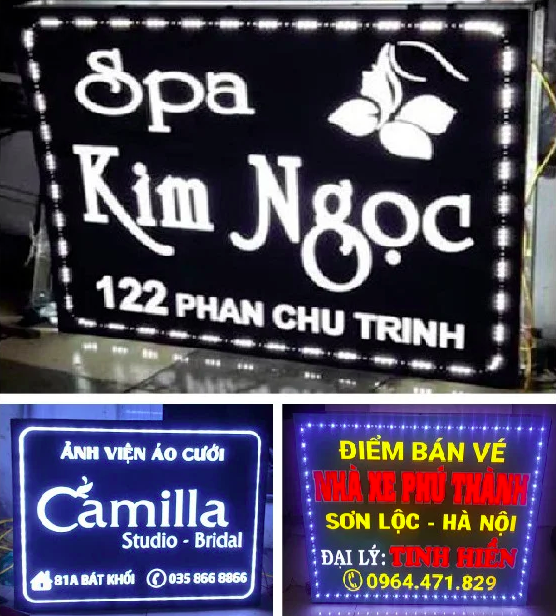 Spa
Kim Ngọc
122 PHAN CHU TRINH
ẢNH VIỆN ÁO CƯỚI
Camilla
Studio - Bridal
81A BÁT KHỐI 035 866 8866
ĐIỂM BÁN VÉ
NHÀ XE PHÚ THÀNH
SƠN LỘC - HÀ NỘI
ĐẠI LÝ: TINH HIỀN
0964.471.829